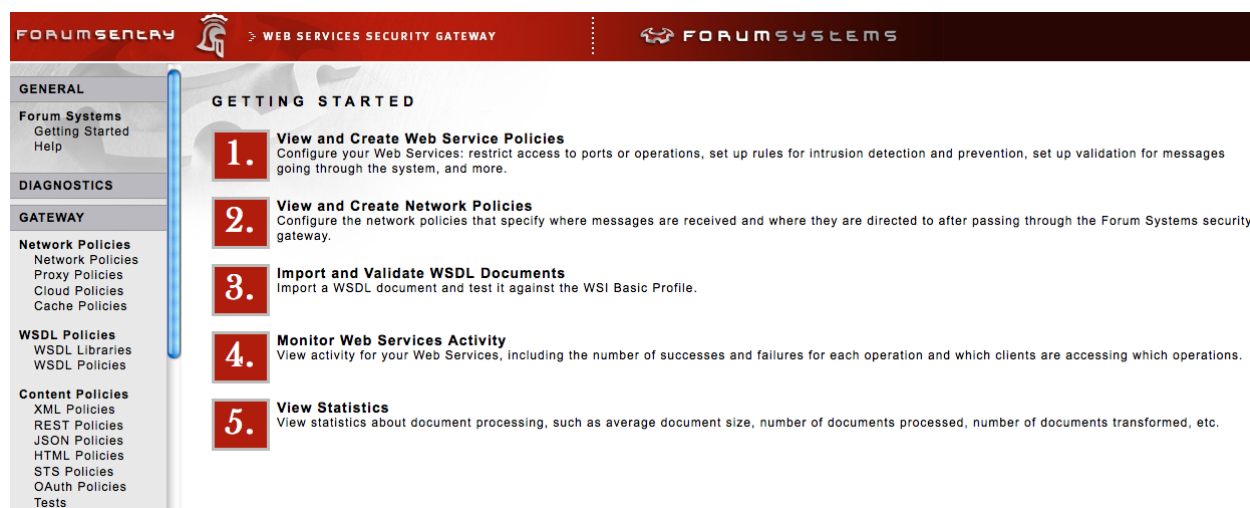 FORUMSENTRY
> WEB SERVICES SECURITY GATEWAY
FORUMSYSTEMS
GENERAL
Forum Systems
Getting Started
Help
DIAGNOSTICS
GATEWAY
Network Policies
Network Policies
Proxy Policies
Cloud Policies
Cache Policies
WSDL Policies
WSDL Libraries
WSDL Policies
Content Policies
XML Policies
REST Policies
JSON Policies
HTML Policies
STS Policies
OAuth Policies
Tests
GETTING STARTED
1.
View and Create Web Service Policies
Configure your Web Services: restrict access to ports or operations, set up rules for intrusion detection and prevention, set up validation for messages
going through the system, and more.
2.
View and Create Network Policies
Configure the network policies that specify where messages are received and where they are directed to after passing through the Forum Systems security
gateway.
3.
Import and Validate WSDL Documents
Import a WSDL document and test it against the WSI Basic Profile.
4.
Monitor Web Services Activity
View activity for your Web Services, including the number of successes and failures for each operation and which clients are accessing which operations.
5.
View Statistics
View statistics about document processing, such as average document size, number of documents processed, number of documents transformed, etc.